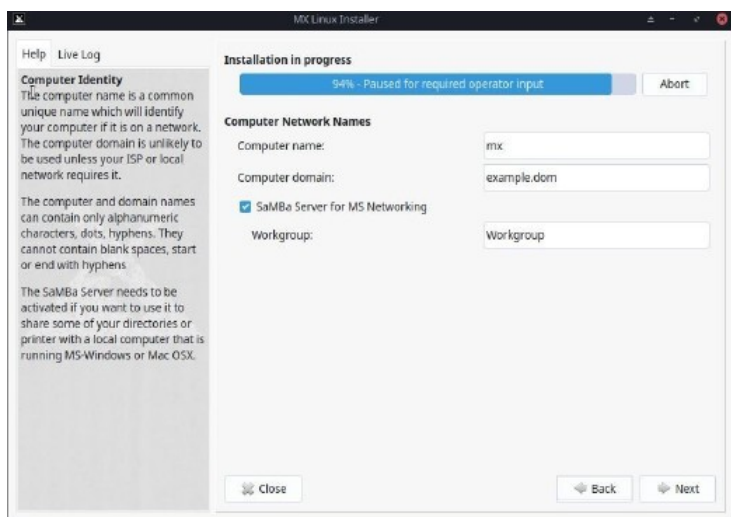 MX Linux Installer
Help Live Log
Computer Identity
The computer name is a common
unique name which will identify
your computer if it is on a network.
The computer domain is unlikely to
be used unless your ISP or local
network requires it.
The computer and domain names
can contain only alphanumeric
characters, dots, hyphens. They
cannot contain blank spaces, start
or end with hyphens
The SaMBa Server needs to be
activated if you want to use it to
share some of your directories or
printer with a local computer that is
running MS-Windows or Mac OSX.
Installation in progress
94% - Paused for required operator input
Abort
Computer Network Names
Computer name: mx
Computer domain: example.dom
SaMBa Server for MS Networking
Workgroup: Workgroup
Close Back Next